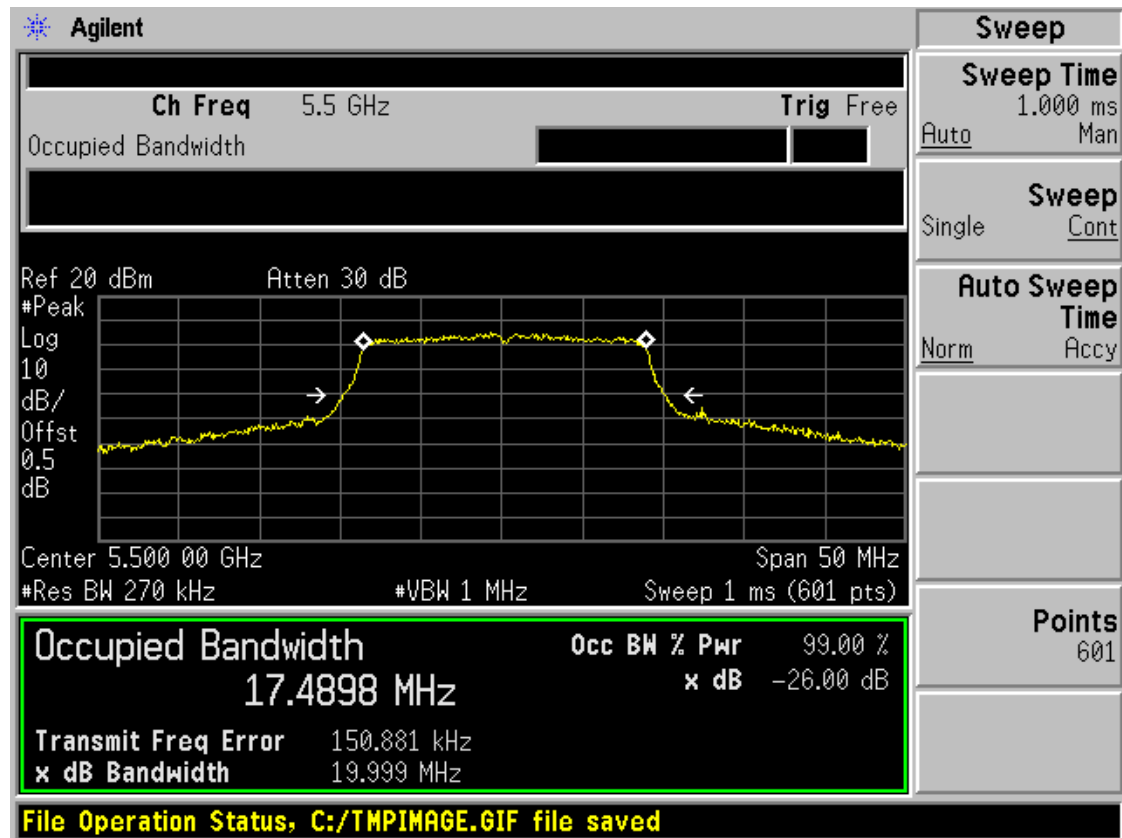 Agilent
Sweep
Ch Freq 5.5 GHz Trig Free
Occupied Bandwidth
Sweep Time
1.000 ms
Auto Man
Sweep
Single Cont
Auto Sweep
Time
Norm Accy
Points
601
Ref 20 dBm Atten 30 dB
#Peak
Log
10
dB/
Offst
0.5
dB
Center 5.500 00 GHz Span 50 MHz
#Res BW 270 kHz #VBW 1 MHz Sweep 1 ms (601 pts)
Occupied Bandwidth
17.4898 MHz
Occ BW % Pwr 99.00 %
x dB -26.00 dB
Transmit Freq Error 150.881 kHz
x dB Bandwidth 19.999 MHz
File Operation Status, C:/TMPIMAGE.GIF file saved